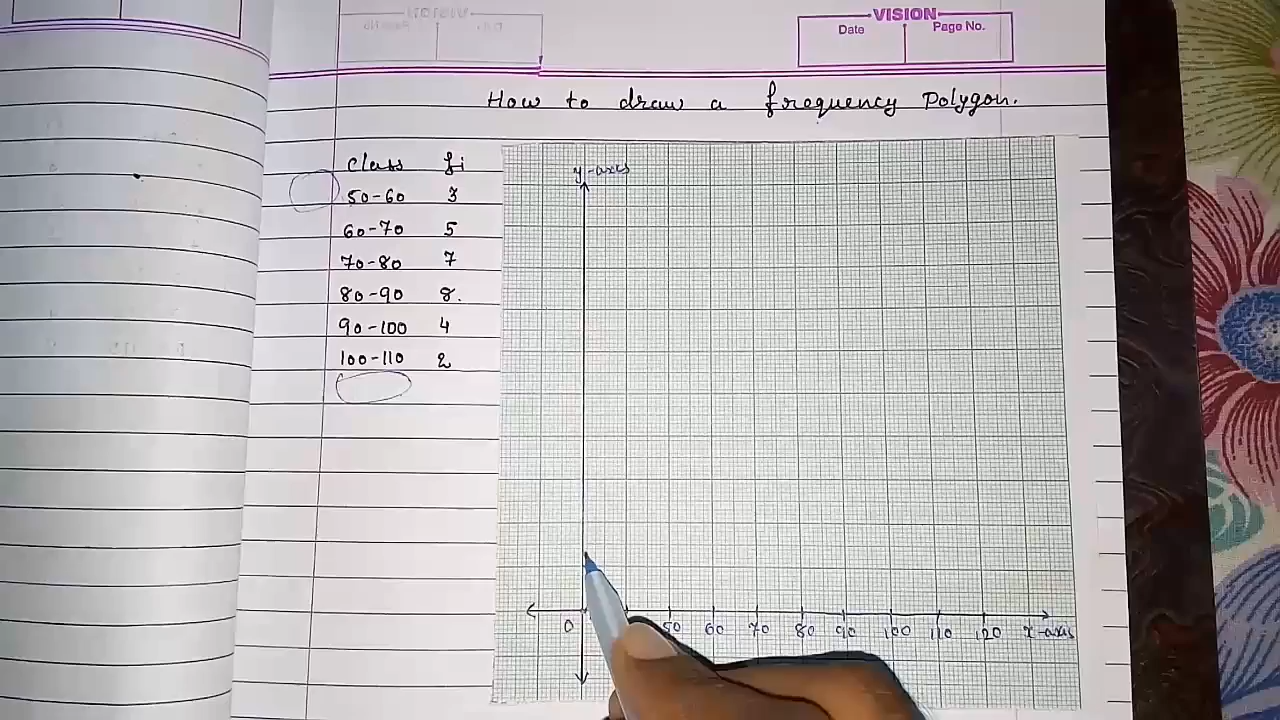 VISION
Date Page No.
How to draw a frequency Polygon.
Class fi
50-60 3
60-70 5
70-80 7
80-90 8.
90-100 4
100-110 2
y-axis
0 50 60 70 80 90 100 110 120 x-axis